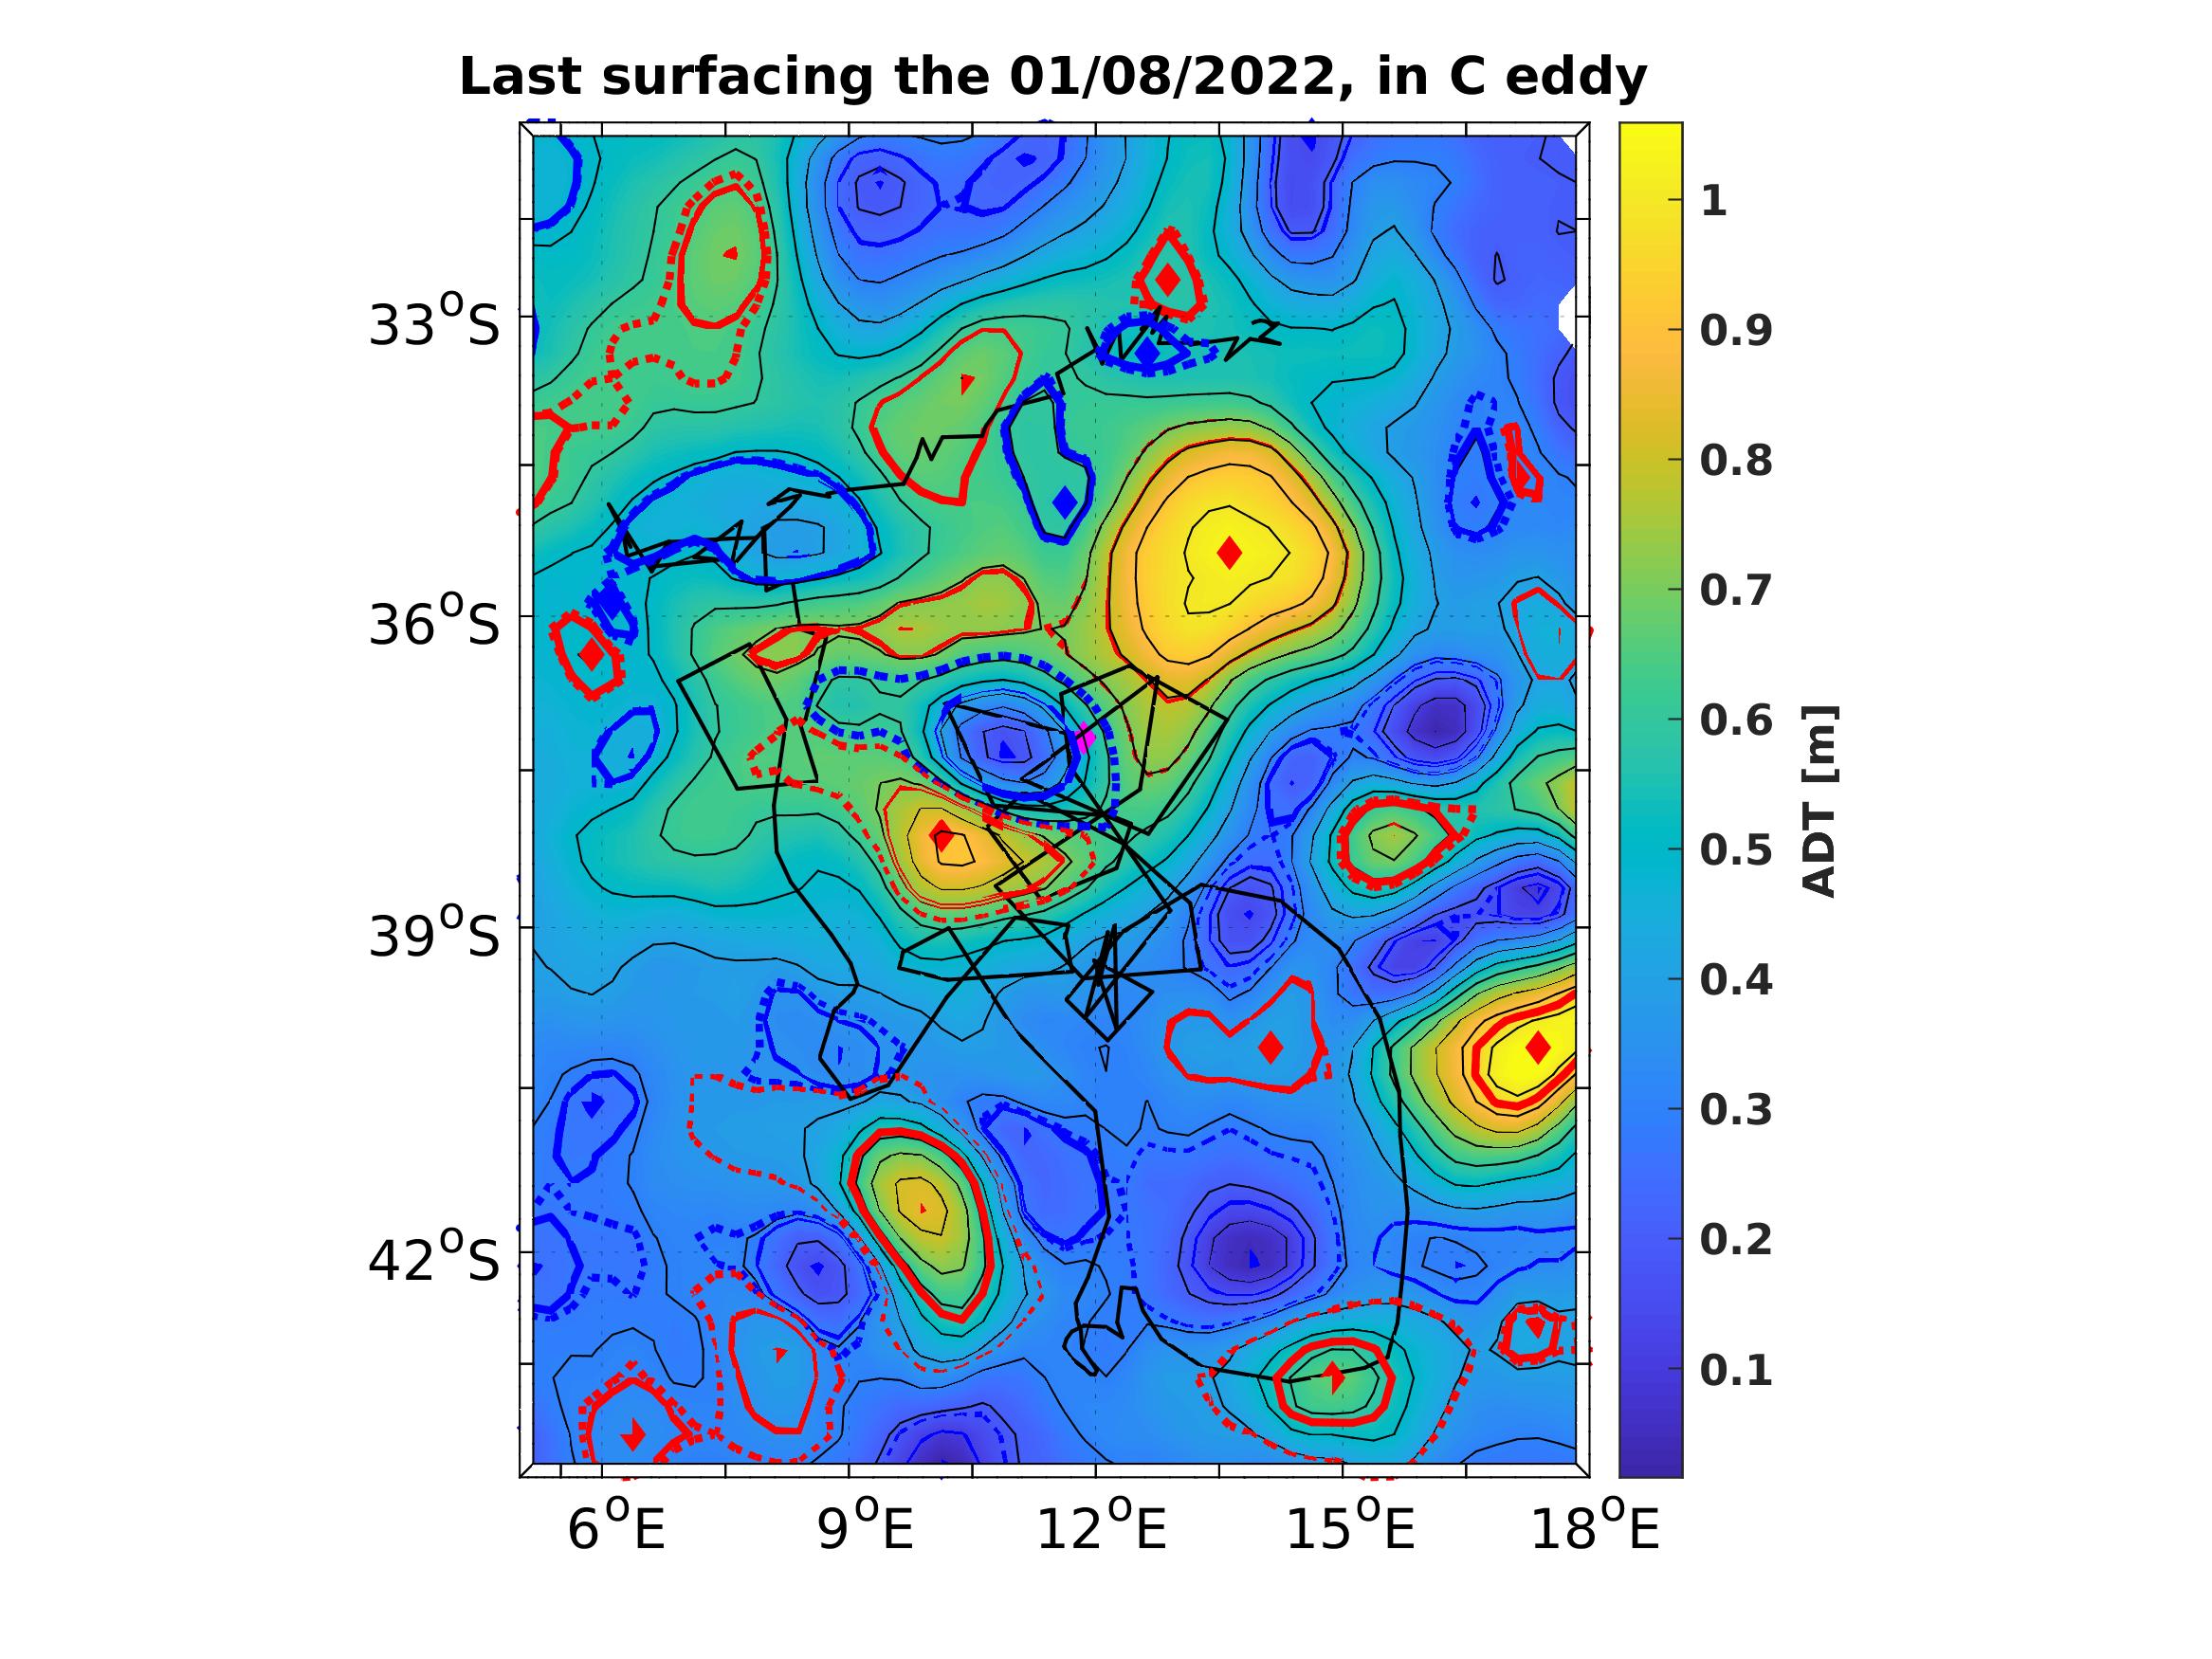 Last surfacing the 01/08/2022, in C eddy
33°S
36°S
39°S
42°S
6°E
9°E
12°E
15°E
18°E
1
0.9
0.8
0.7
0.6
0.5
0.4
0.3
0.2
0.1
ADT [m]